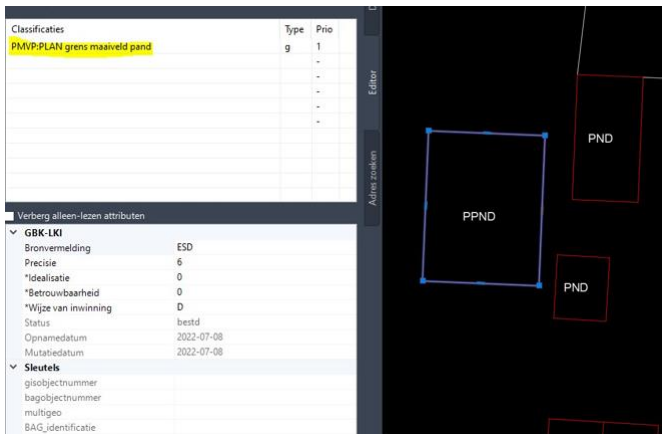 Classificaties Type Prio
PMVP:PLAN grens maaiveld pand g 1
-
-
-
-
-
Editor
Adres zoeken
Verberg alleen-lezen attributen
GBK-LKI
Bronvermelding ESD
Precisie 6
*Idealisatie 0
*Betrouwbaarheid 0
*Wijze van inwinning D
Status bestd
Opnamedatum 2022-07-08
Mutatiedatum 2022-07-08
Sleutels
gisobjectnummer
bagobjectnummer
multigeo
BAG_identificatie
PND
PPND
PND